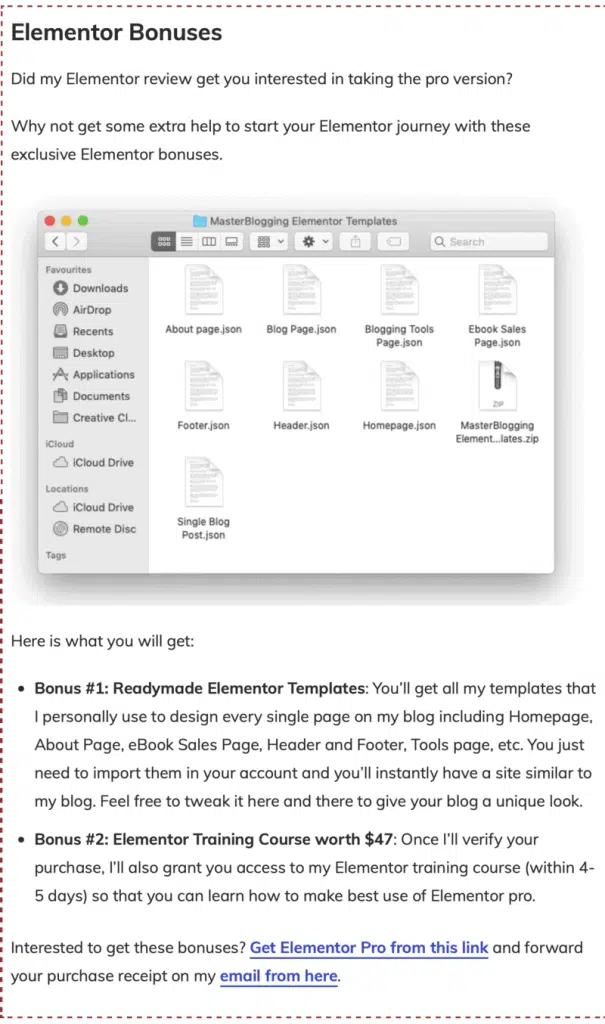 Elementor Bonuses
Did my Elementor review get you interested in taking the pro version?
Why not get some extra help to start your Elementor journey with these
exclusive Elementor bonuses.
MasterBlogging Elementor Templates
Search
Favourites
Downloads
AirDrop
Recents
Desktop
Applications
Documents
Creative Cl...
iCloud
iCloud Drive
Locations
iCloud Drive
Remote Disc
Tags
About page.json
Blog Page.json
Blogging Tools
Page.json
Ebook Sales
Page.json
Footer.json
Header.json
Homepage.json
ZIP
MasterBlogging
Element...lates.zip
Single Blog
Post.json
Here is what you will get:
• Bonus #1: Readymade Elementor Templates: You’ll get all my templates that
I personally use to design every single page on my blog including Homepage,
About Page, eBook Sales Page, Header and Footer, Tools page, etc. You just
need to import them in your account and you’ll instantly have a site similar to
my blog. Feel free to tweak it here and there to give your blog a unique look.
• Bonus #2: Elementor Training Course worth $47: Once I’ll verify your
purchase, I’ll also grant you access to my Elementor training course (within 4-
5 days) so that you can learn how to make best use of Elementor pro.
Interested to get these bonuses? Get Elementor Pro from this link and forward
your purchase receipt on my email from here.